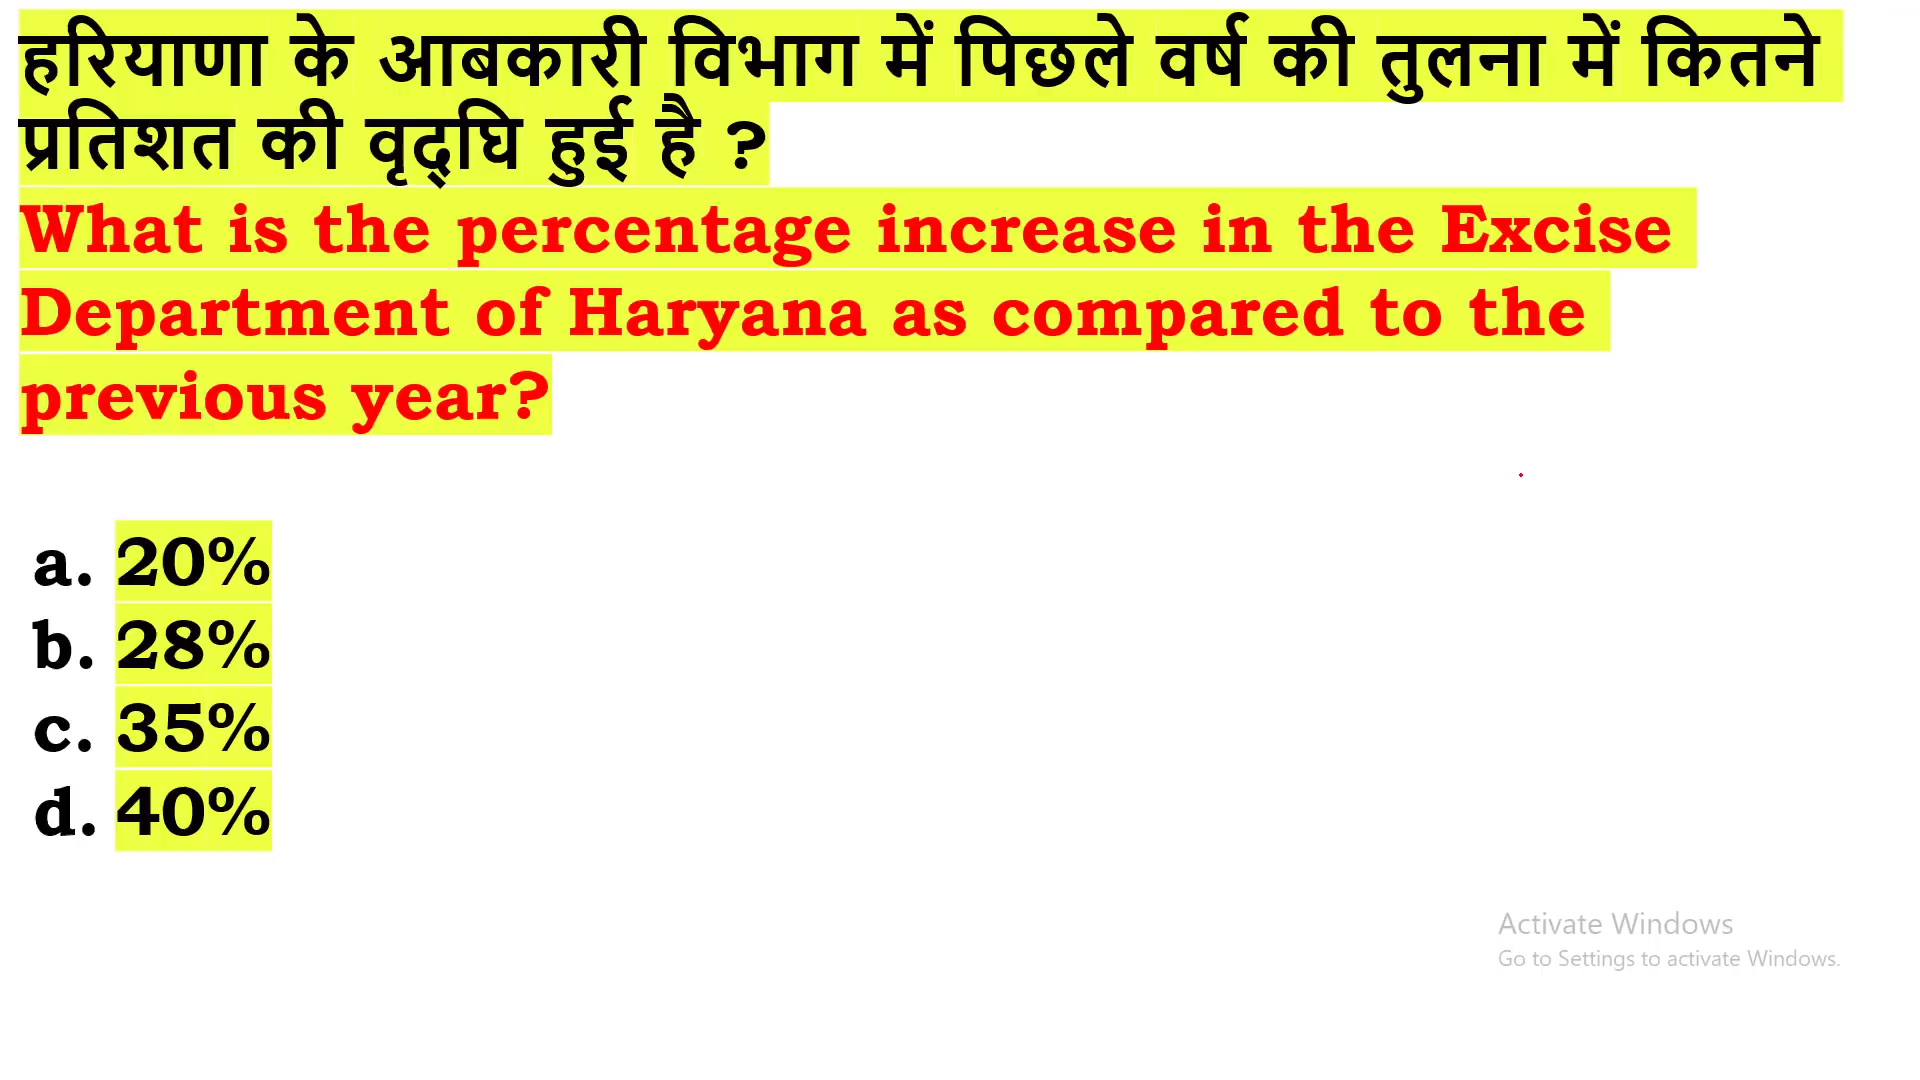 हरियाणा के आबकारी विभाग में पिछले वर्ष की तुलना में कितने
प्रतिशत की वृद्घि हुई है ?
What is the percentage increase in the Excise
Department of Haryana as compared to the
previous year?
a. 20%
b. 28%
c. 35%
d. 40%
Activate Windows
Go to Settings to activate Windows.